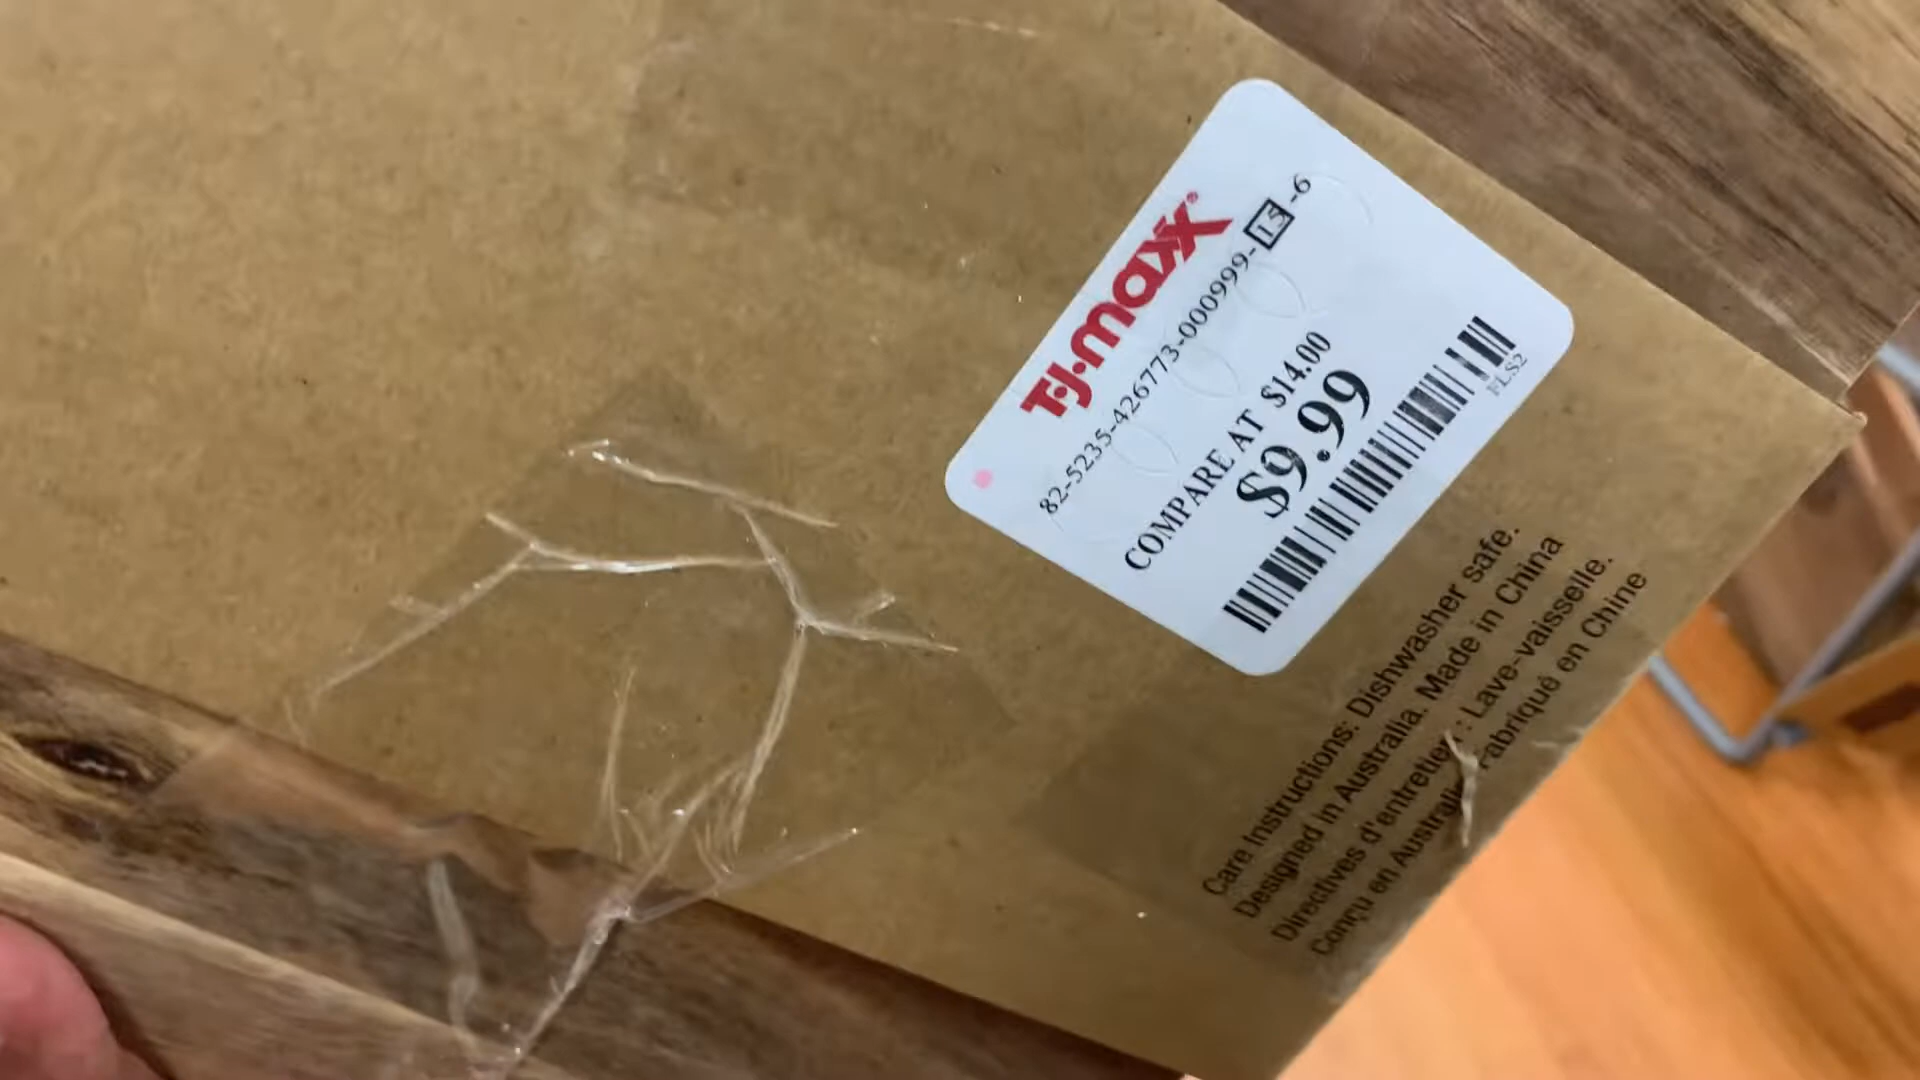 T·J·maxx®
82-5235-426773-000999-15-6
COMPARE AT $14.00
$9.99
FLS2
Care Instructions: Dishwasher safe.
Designed in Australia. Made in China
Directives d'entretien : Lave-vaisselle.
Conçu en Australie Fabriqué en Chine